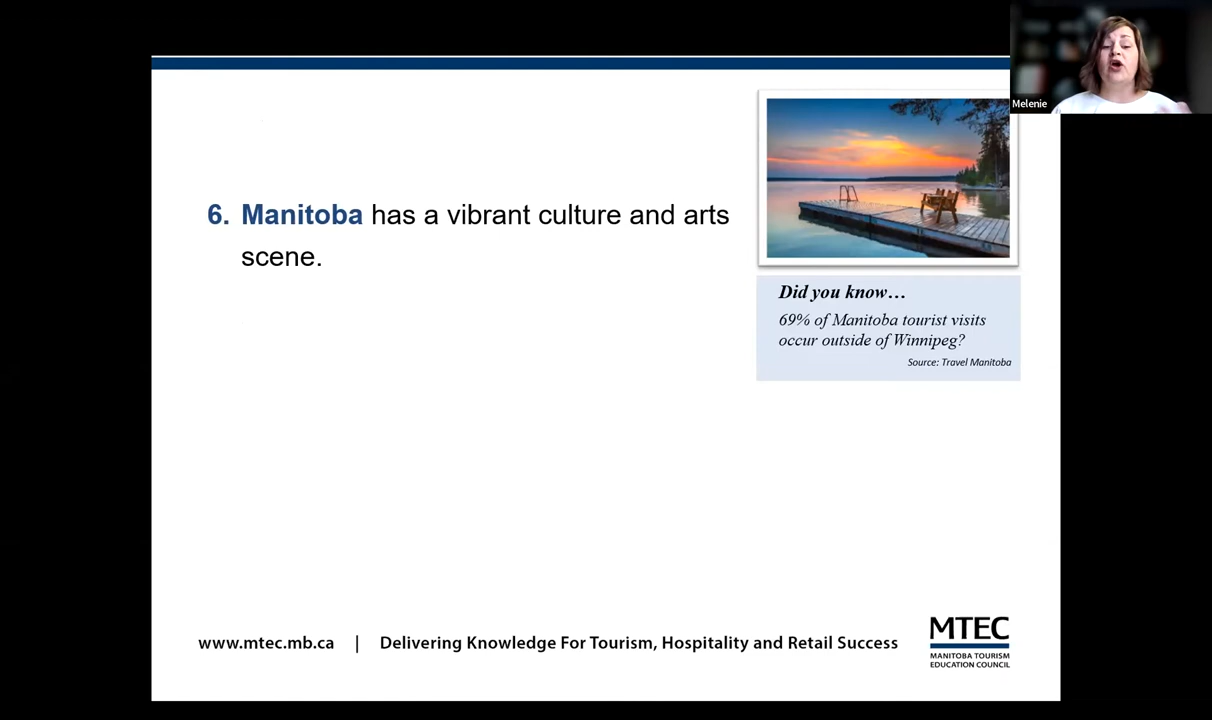 Melenie
6. Manitoba has a vibrant culture and arts
scene.
Did you know…
69% of Manitoba tourist visits
occur outside of Winnipeg?
Source: Travel Manitoba
www.mtec.mb.ca | Delivering Knowledge For Tourism, Hospitality and Retail Success
MTEC
MANITOBA TOURISM
EDUCATION COUNCIL